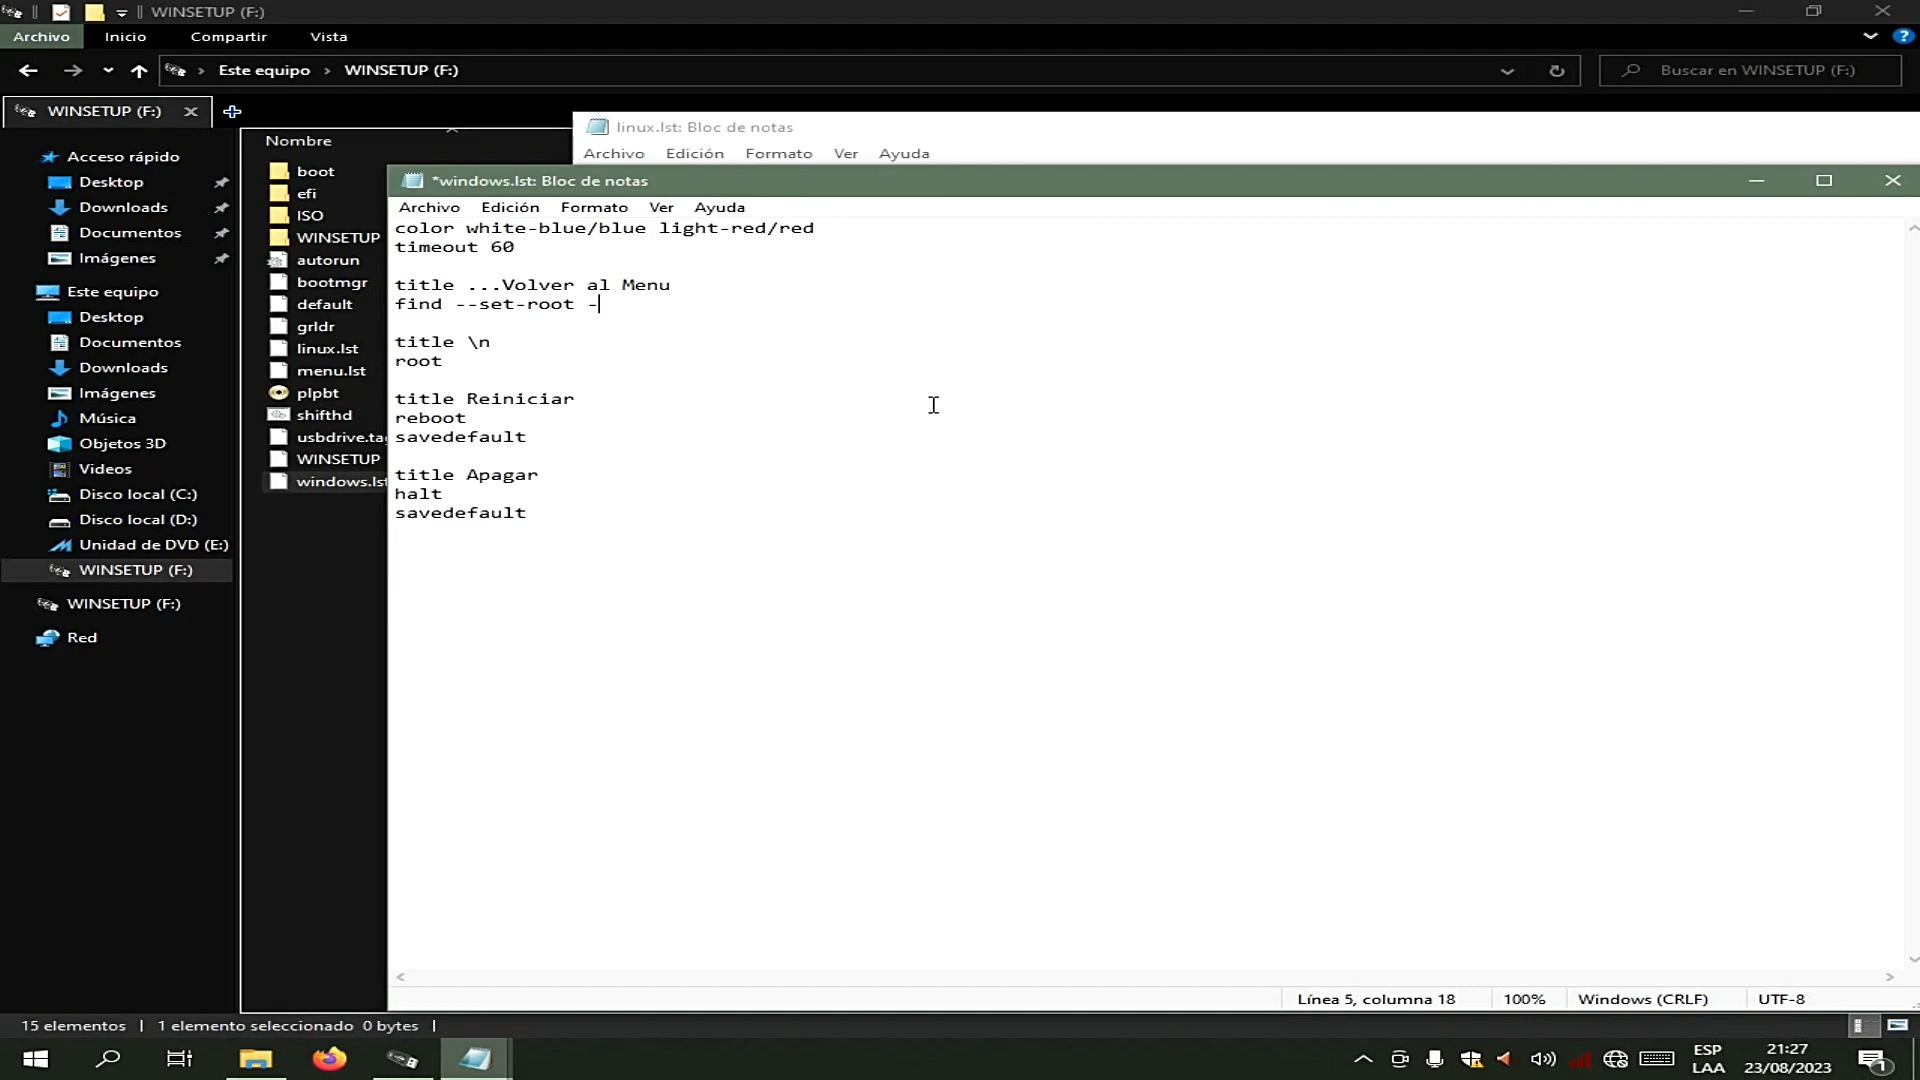 WINSETUP (F:)
Archivo Inicio Compartir Vista
Este equipo > WINSETUP (F:)
Buscar en WINSETUP (F:)
WINSETUP (F:)
Acceso rápido
Desktop
Downloads
Documentos
Imágenes
Este equipo
Desktop
Documentos
Downloads
Imágenes
Música
Objetos 3D
Videos
Disco local (C:)
Disco local (D:)
Unidad de DVD (E:)
WINSETUP (F:)
WINSETUP (F:)
Red
Nombre
boot
efi
ISO
WINSETUP
autorun
bootmgr
default
grldr
linux.lst
menu.lst
plpbt
shifthd
usbdrive.ta
WINSETUP
windows.ls
linux.lst: Bloc de notas
Archivo Edición Formato Ver Ayuda
*windows.lst: Bloc de notas
Archivo Edición Formato Ver Ayuda
color white-blue/blue light-red/red
timeout 60
title ...Volver al Menu
find --set-root -
title \n
root
title Reiniciar
reboot
savedefault
title Apagar
halt
savedefault
Línea 5, columna 18 100% Windows (CRLF) UTF-8
15 elementos | 1 elemento seleccionado 0 bytes |
ESP
LAA
21:27
23/08/2023
1